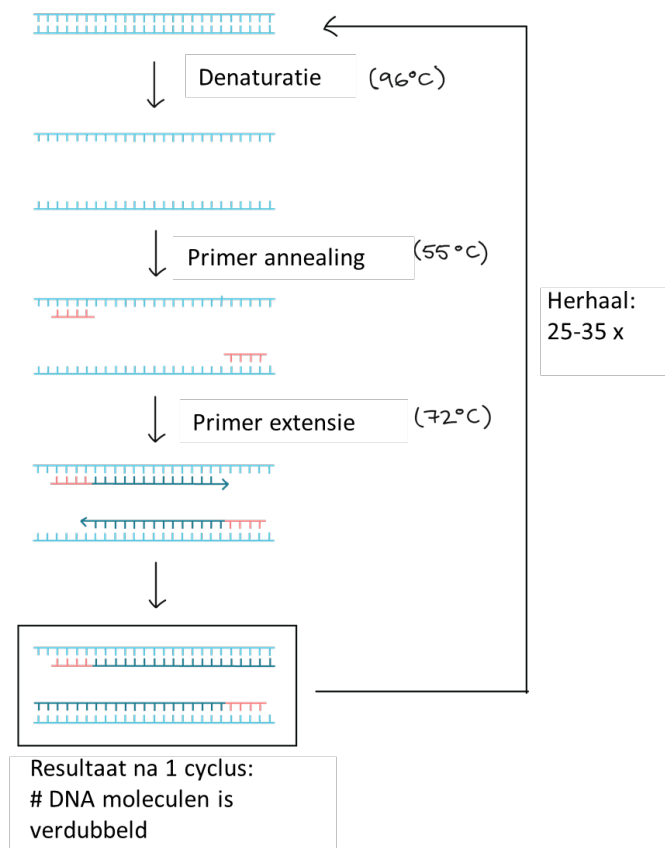 Denaturatie (96°C)
Primer annealing (55°C)
Herhaal:
25-35 x
Primer extensie (72°C)
Resultaat na 1 cyclus:
# DNA moleculen is
verdubbeld